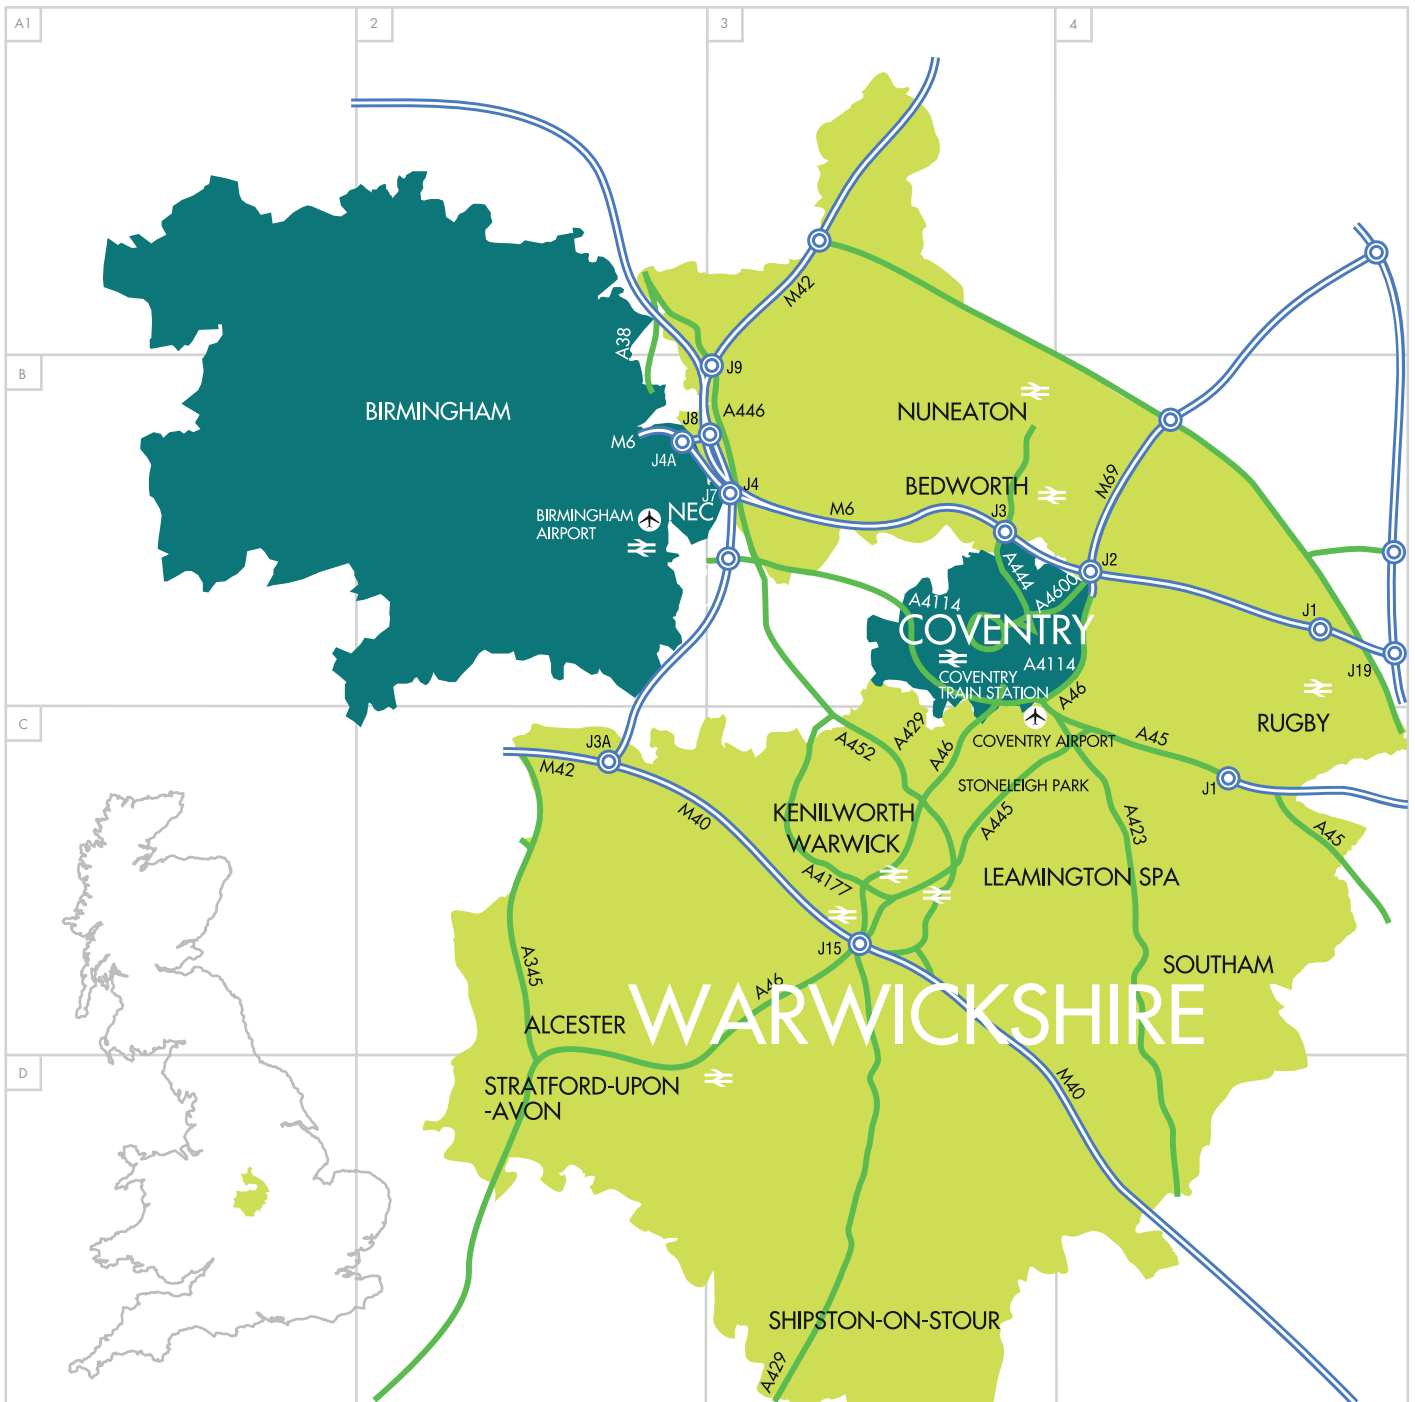 A1
2
3
4
M42
A38
B
J9
BIRMINGHAM
A446
NUNEATON
J8
M6
J4A
M69
J4
BEDWORTH
J7
NEC
M6
J3
BIRMINGHAM
AIRPORT
J2
A444
A4600
A4114
J1
COVENTRY
A4114
J19
COVENTRY
TRAIN STATION
A46
C
RUGBY
A429
J3A
A452
A46
COVENTRY AIRPORT
A45
M42
STONELEIGH PARK
J1
M40
KENILWORTH
WARWICK
A445
A423
A45
A4177
LEAMINGTON SPA
J15
A345
SOUTHAM
A46
WARWICKSHIRE
ALCESTER
D
STRATFORD-UPON
-AVON
M40
SHIPSTON-ON-STOUR
A429